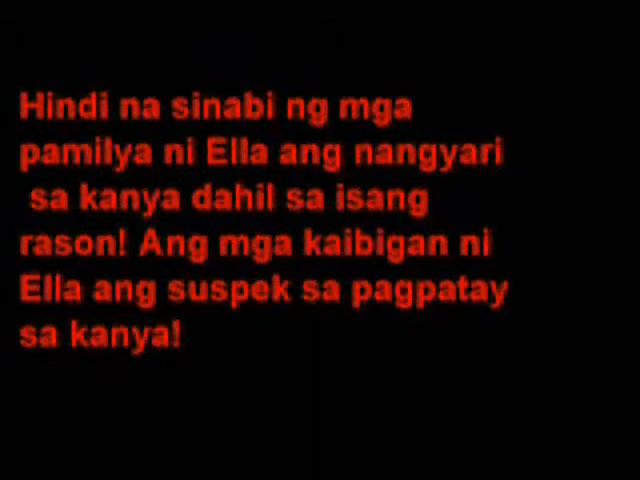 Hindi na sinabi ng mga
pamilya ni Ella ang nangyari
sa kanya dahil sa isang
rason! Ang mga kaibigan ni
Ella ang suspek sa pagpatay
sa kanya!